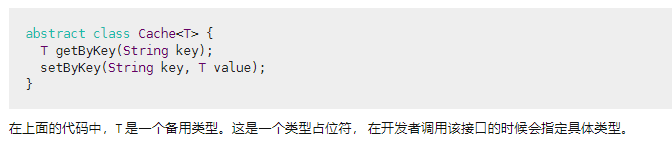 abstract class Cache<T> {
  T getByKey(String key);
  setByKey(String key, T value);
}
在上面的代码中，T 是一个备用类型。这是一个类型占位符，在开发者调用该接口的时候会指定具体类型。